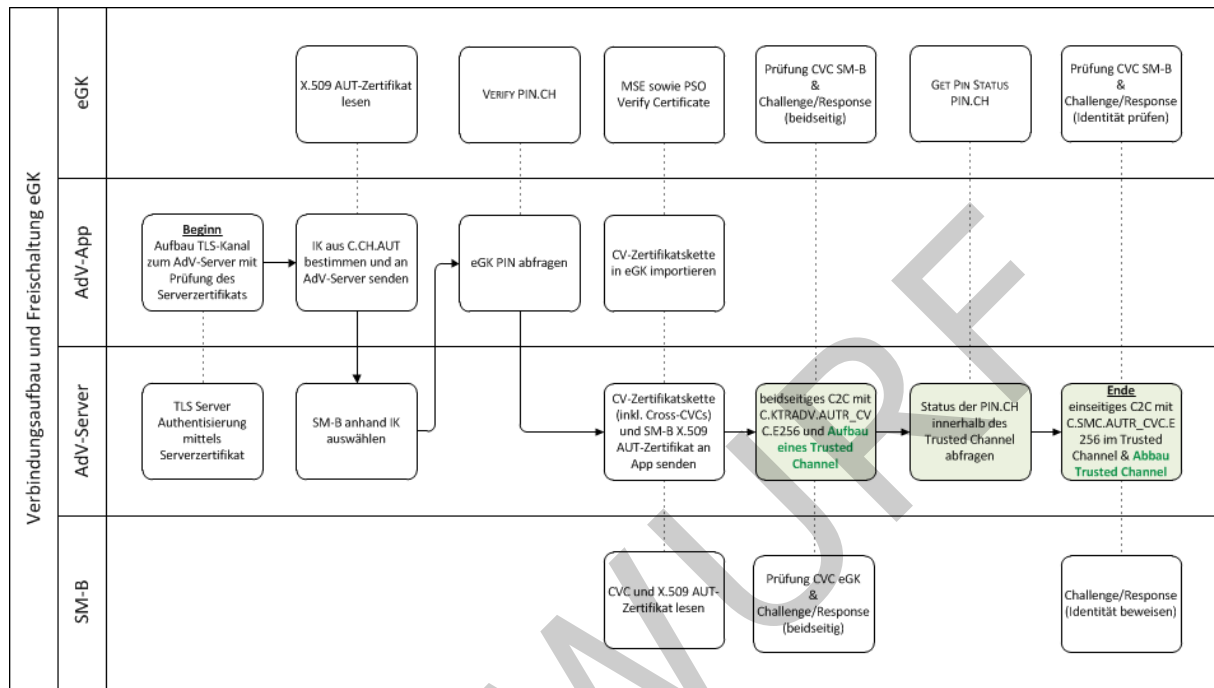 Verbindungsaufbau und Freischaltung eGK
eGK
X.509 AUT-Zertifikat
lesen
VERIFY PIN.CH
MSE sowie PSO
Verify Certificate
Prüfung CVC SM-B
&
Challenge/Response
(beidseitig)
GET PIN STATUS
PIN.CH
Prüfung CVC SM-B
&
Challenge/Response
(Identität prüfen)
AdV-App
Beginn
Aufbau TLS-Kanal
zum AdV-Server mit
Prüfung des
Serverzertifikats
IK aus C.CH.AUT
bestimmen und an
AdV-Server senden
eGK PIN abfragen
CV-Zertifikatskette
in eGK importieren
AdV-Server
TLS Server
Authentisierung
mittels
Serverzertifikat
SM-B anhand IK
auswählen
CV-Zertifikatskette
(inkl. Cross-CVCs)
und SM-B X.509
AUT-Zertifikat an
App senden
beidseitiges C2C mit
C.KTRADV.AUTR_CV
C.E256 und Aufbau
eines Trusted
Channel
Status der PIN.CH
innerhalb des
Trusted Channel
abfragen
Ende
einseitiges C2C mit
C.SMC.AUTR_CVC.E
256 im Trusted
Channel & Abbau
Trusted Channel
SM-B
CVC und X.509 AUT-
Zertifikat lesen
Prüfung CVC eGK
&
Challenge/Response
(beidseitig)
Challenge/Response
(Identität beweisen)
WURF